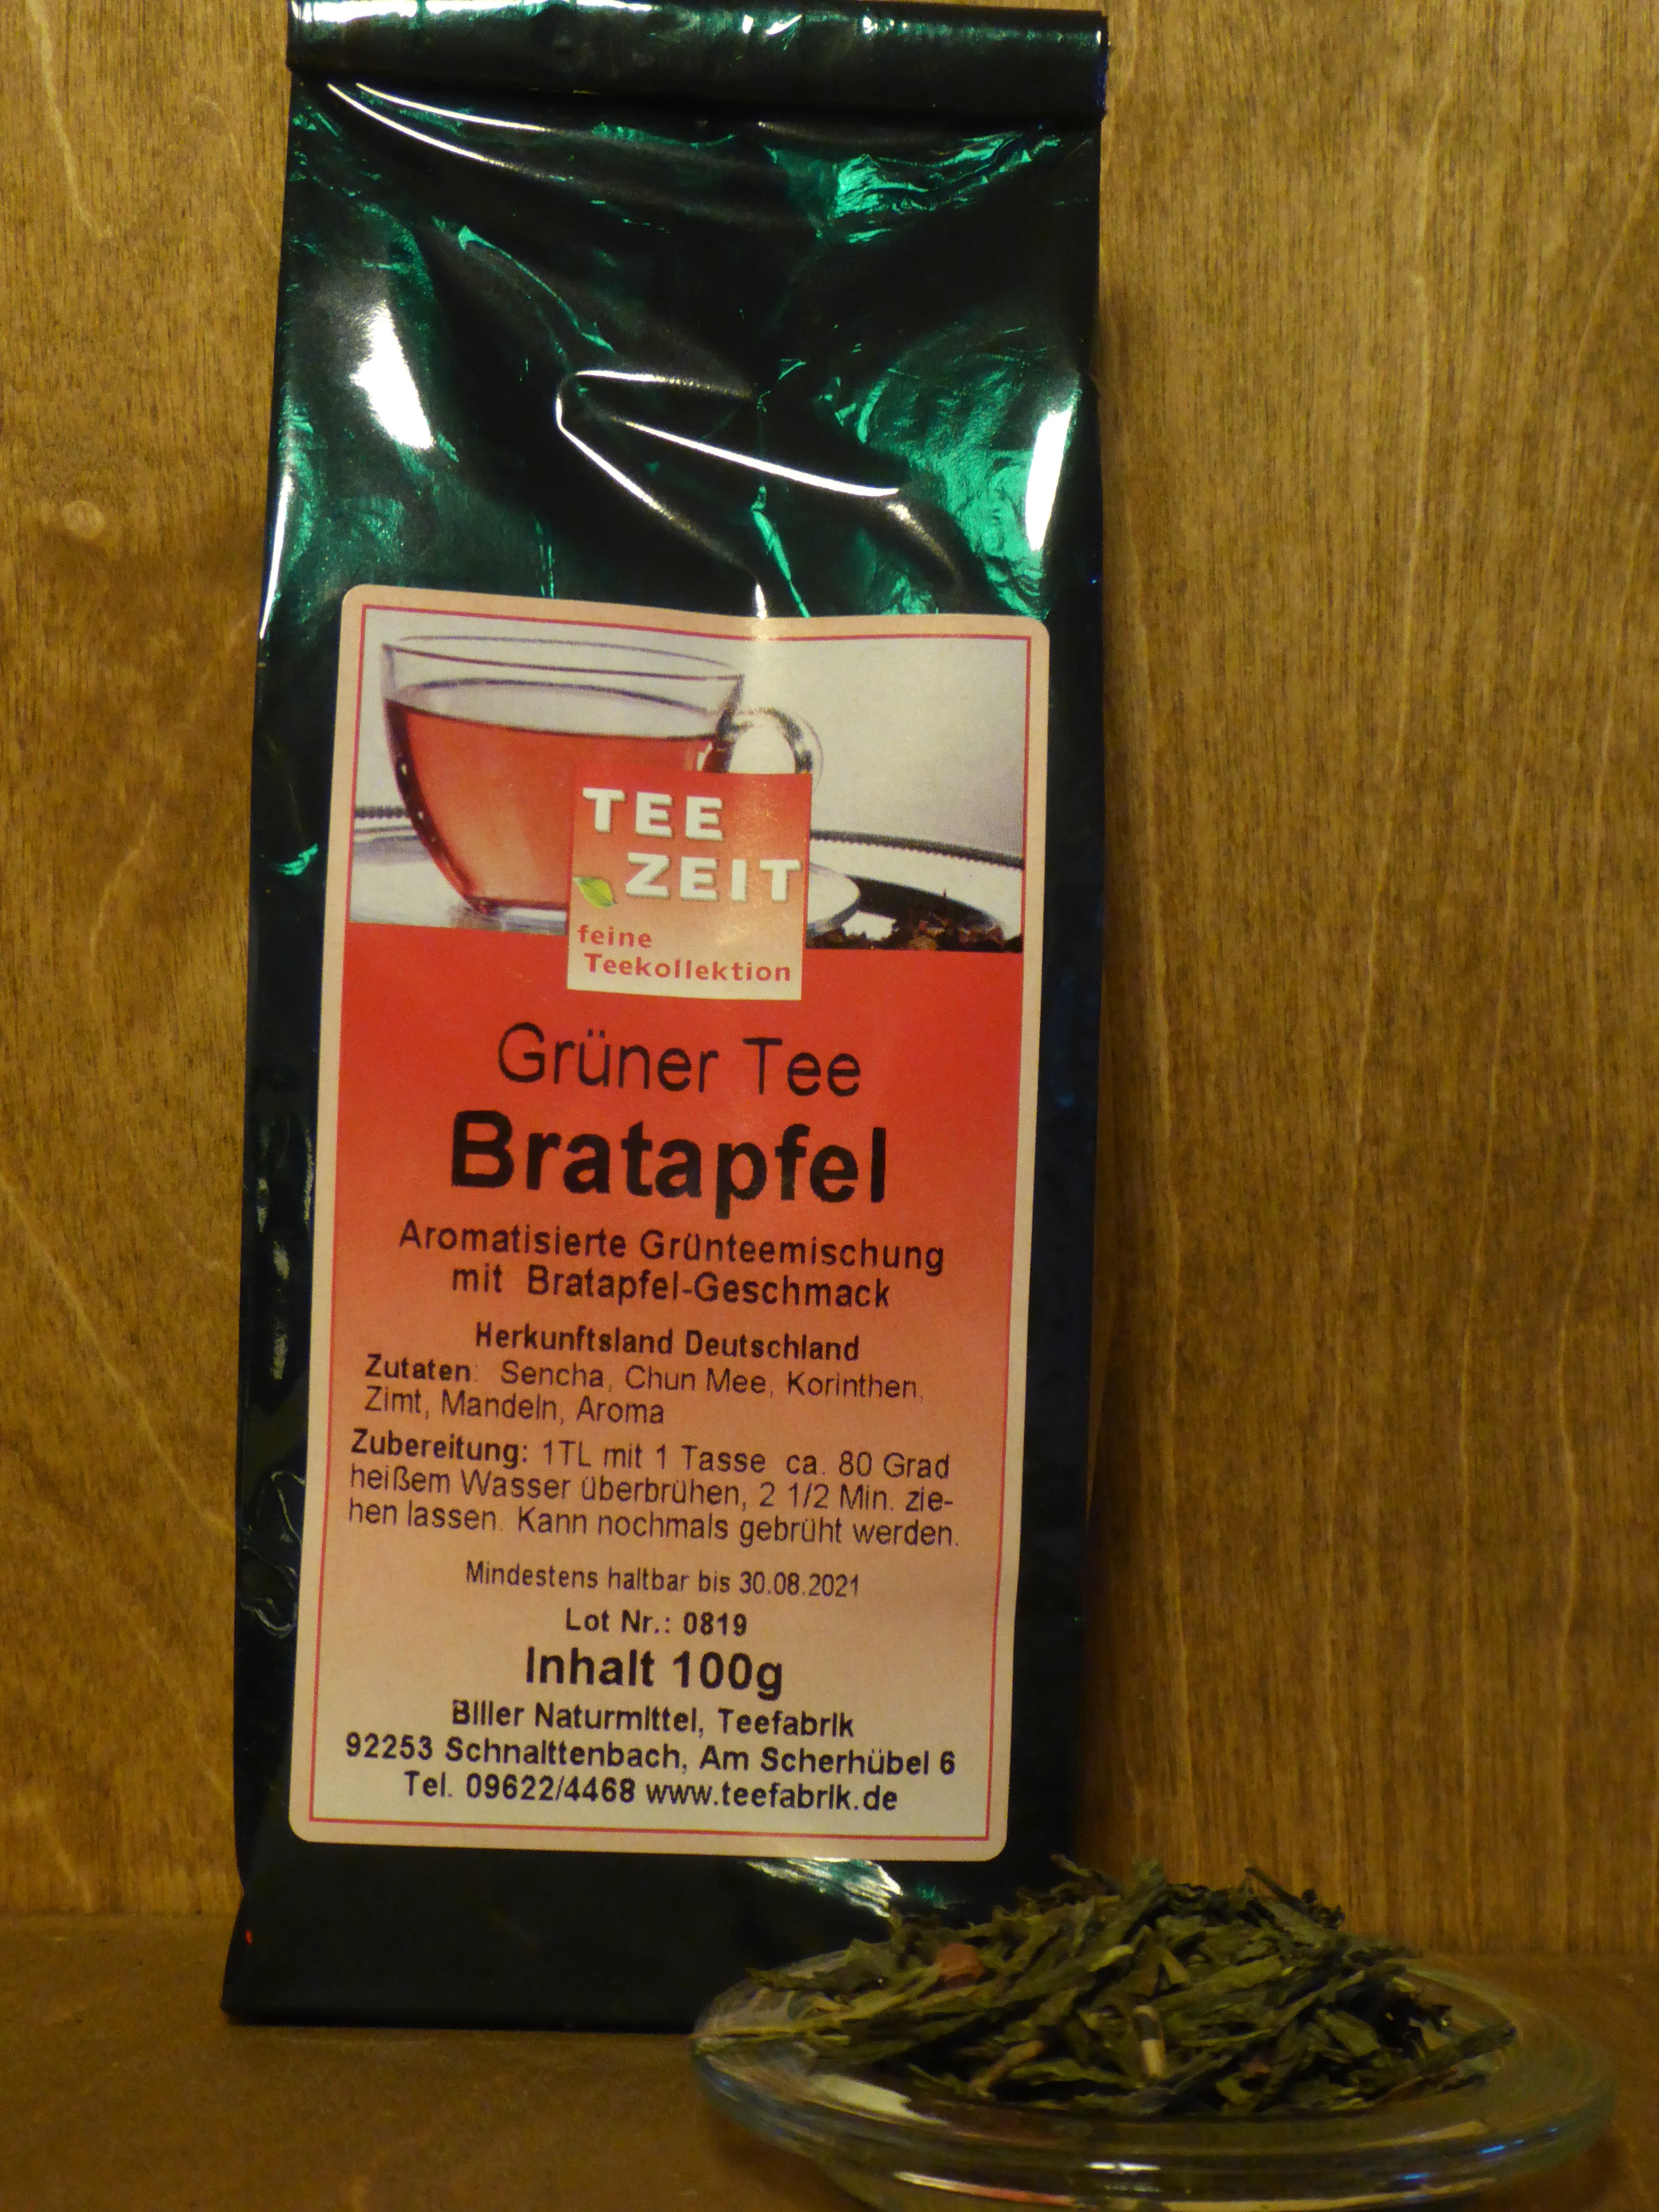 TEE
ZEIT
feine
Teekollektion
Grüner Tee
Bratapfel
Aromatisierte Grünteemischung
mit Bratapfel-Geschmack
Herkunftsland Deutschland
Zutaten: Sencha, Chun Mee, Korinthen,
Zimt, Mandeln, Aroma
Zubereitung: 1TL mit 1 Tasse ca. 80 Grad
heißem Wasser überbrühen, 2 1/2 Min. zie-
hen lassen. Kann nochmals gebrüht werden.
Mindestens haltbar bis 30.08.2021
Lot Nr.: 0819
Inhalt 100g
Biller Naturmittel, Teefabrik
92253 Schnaittenbach, Am Scherhübel 6
Tel. 09622/4468 www.teefabrik.de